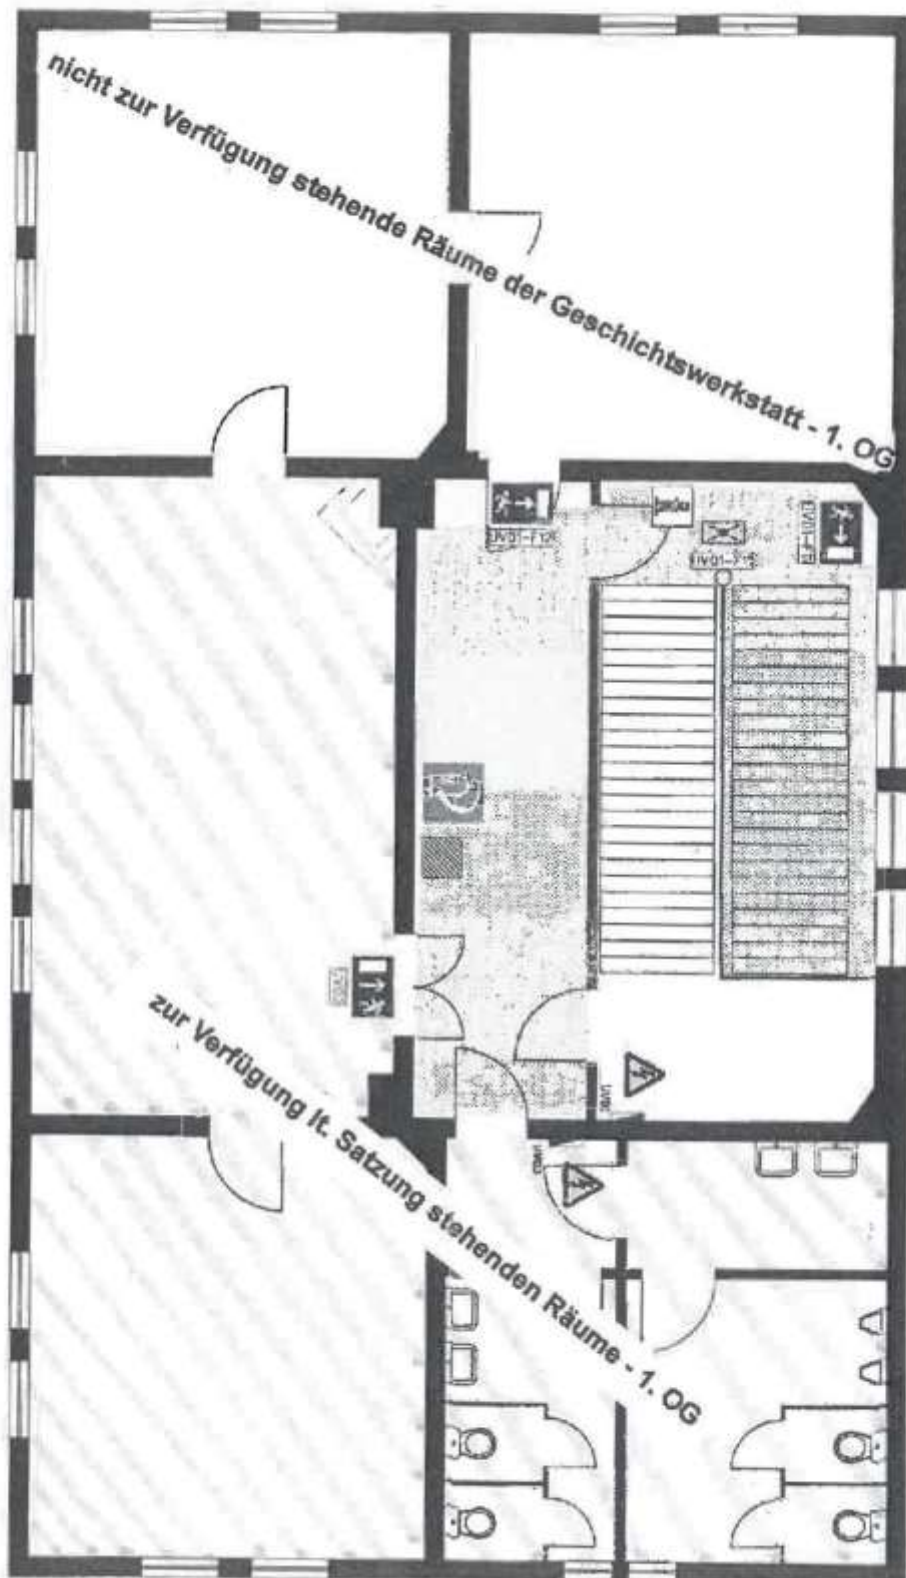 nicht zur Verfügung stehende Räume der Geschichtswerkstatt - 1. OG
zur Verfügung lt. Satzung stehenden Räume - 1. OG